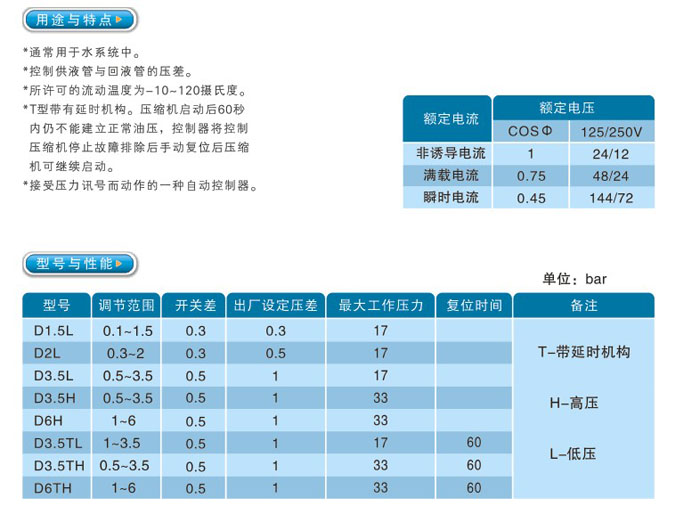 用途与特点
*通常用于水系统中。
*控制供液管与回液管的压差。
*所许可的流动温度为-10~120摄氏度。
*T型带有延时机构。压缩机启动后60秒
内仍不能建立正常油压，控制器将控制
压缩机停止故障排除后手动复位后压缩
机可继续启动。
*接受压力讯号而动作的一种自动控制器。
额定电流 额定电压
COSΦ 125/250V
非诱导电流 1 24/12
满载电流 0.75 48/24
瞬时电流 0.45 144/72
型号与性能
单位：bar
型号 调节范围 开关差 出厂设定压差 最大工作压力 复位时间 备注
D1.5L 0.1~1.5 0.3 0.3 17
D2L 0.3~2 0.3 0.5 17
D3.5L 0.5~3.5 0.5 1 17
D3.5H 0.5~3.5 0.5 1 33
D6H 1~6 0.5 1 33
D3.5TL 1~3.5 0.5 1 17 60
D3.5TH 0.5~3.5 0.5 1 33 60
D6TH 1~6 0.5 1 33 60
T-带延时机构
H-高压
L-低压